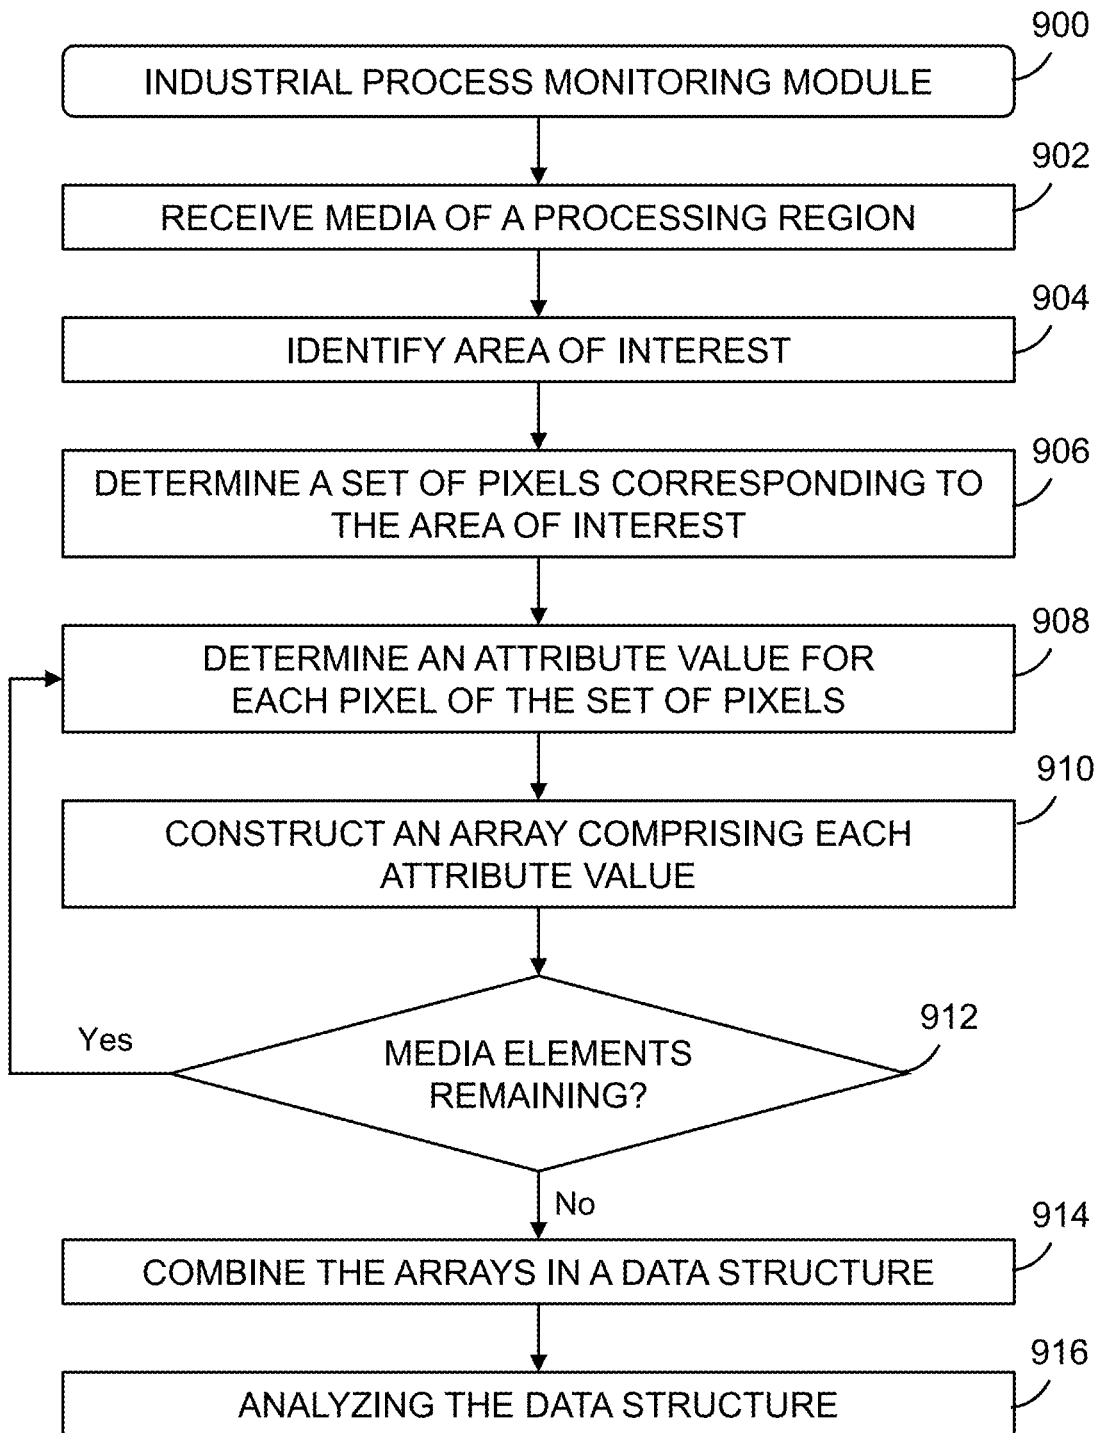 900
INDUSTRIAL PROCESS MONITORING MODULE
902
RECEIVE MEDIA OF A PROCESSING REGION
904
IDENTIFY AREA OF INTEREST
906
DETERMINE A SET OF PIXELS CORRESPONDING TO
THE AREA OF INTEREST
908
DETERMINE AN ATTRIBUTE VALUE FOR
EACH PIXEL OF THE SET OF PIXELS
910
CONSTRUCT AN ARRAY COMPRISING EACH
ATTRIBUTE VALUE
912
Yes
MEDIA ELEMENTS
REMAINING?
No
914
COMBINE THE ARRAYS IN A DATA STRUCTURE
916
ANALYZING THE DATA STRUCTURE